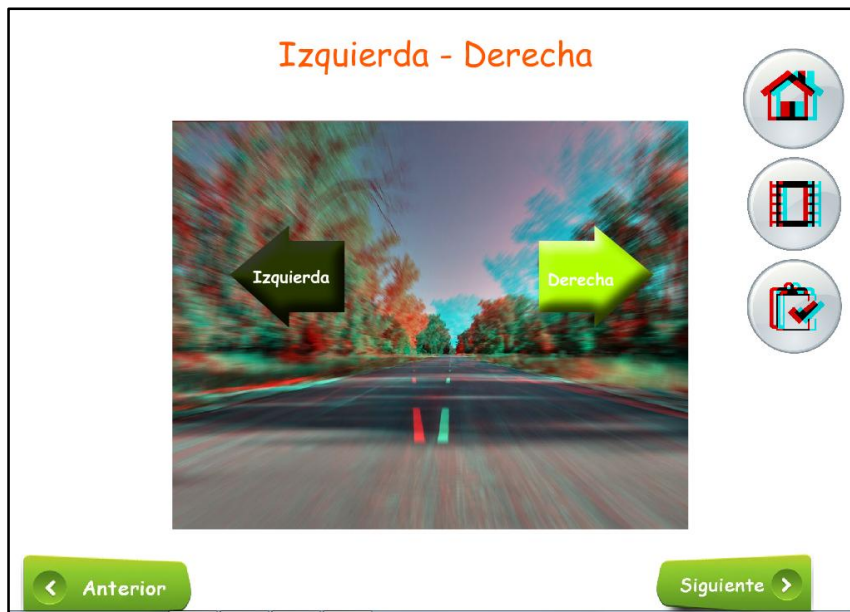 Izquierda - Derecha
Izquierda
Derecha
Anterior
Siguiente